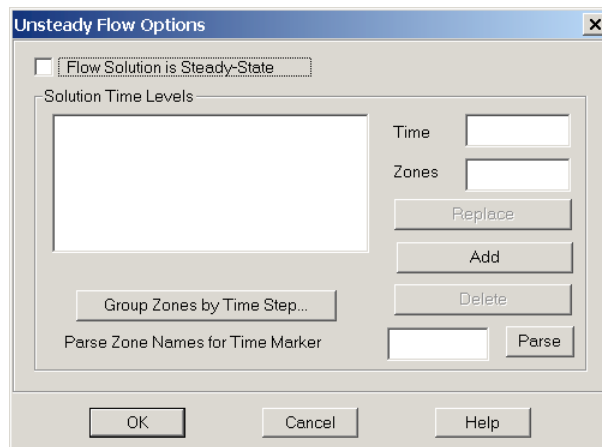 Unsteady Flow Options
Flow Solution is Steady-State
Solution Time Levels
Time
Zones
Replace
Add
Group Zones by Time Step...
Delete
Parse Zone Names for Time Marker
Parse
OK
Cancel
Help